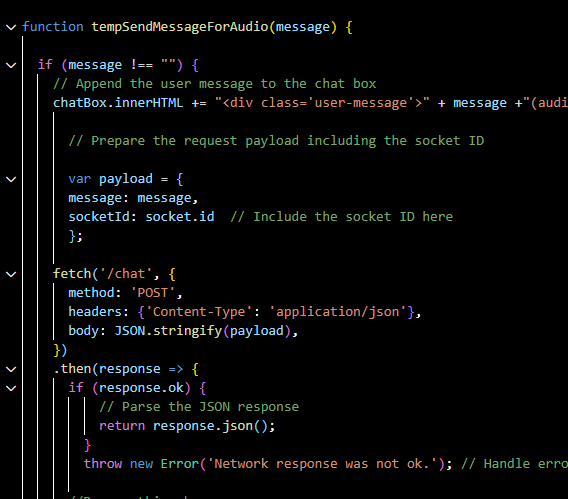 function tempSendMessageForAudio(message) {
if (message !== "") {
// Append the user message to the chat box
chatBox.innerHTML += "<div class='user-message'>" + message +"(audi
// Prepare the request payload including the socket ID
var payload = {
message: message,
socketId: socket.id // Include the socket ID here
};
fetch('/chat', {
method: 'POST',
headers: {'Content-Type': 'application/json'},
body: JSON.stringify(payload),
})
.then(response => {
if (response.ok) {
// Parse the JSON response
return response.json();
}
throw new Error('Network response was not ok.'); // Handle erro